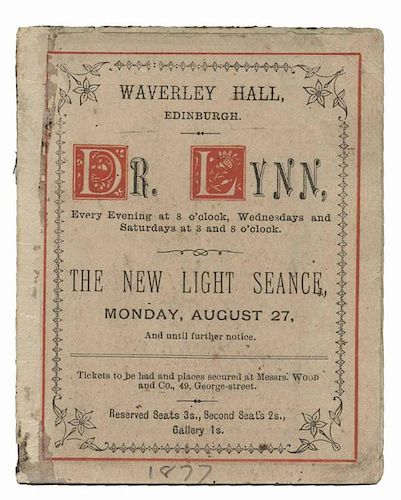 WAVERLEY HALL,
EDINBURGH.
DR. LYNN,
Every Evening at 8 o'clock, Wednesdays and
Saturdays at 3 and 8 o'clock.
THE NEW LIGHT SEANCE,
MONDAY, AUGUST 27,
And until further notice.
Tickets to be had and places secured at Messrs. WOOD
and Co., 49, George-street.
Reserved Seats 3s., Second Seats 2s.,
Gallery 1s.
1877